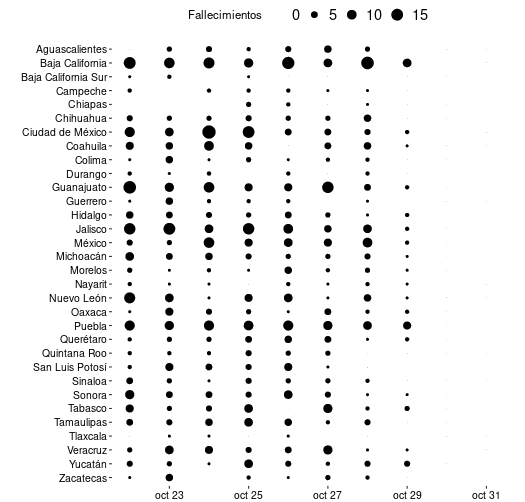 Fallecimientos 0 5 10 15
Aguascalientes
Baja California
Baja California Sur
Campeche
Chiapas
Chihuahua
Ciudad de México
Coahuila
Colima
Durango
Guanajuato
Guerrero
Hidalgo
Jalisco
México
Michoacán
Morelos
Nayarit
Nuevo León
Oaxaca
Puebla
Querétaro
Quintana Roo
San Luis Potosí
Sinaloa
Sonora
Tabasco
Tamaulipas
Tlaxcala
Veracruz
Yucatán
Zacatecas
oct 23 oct 25 oct 27 oct 29 oct 31